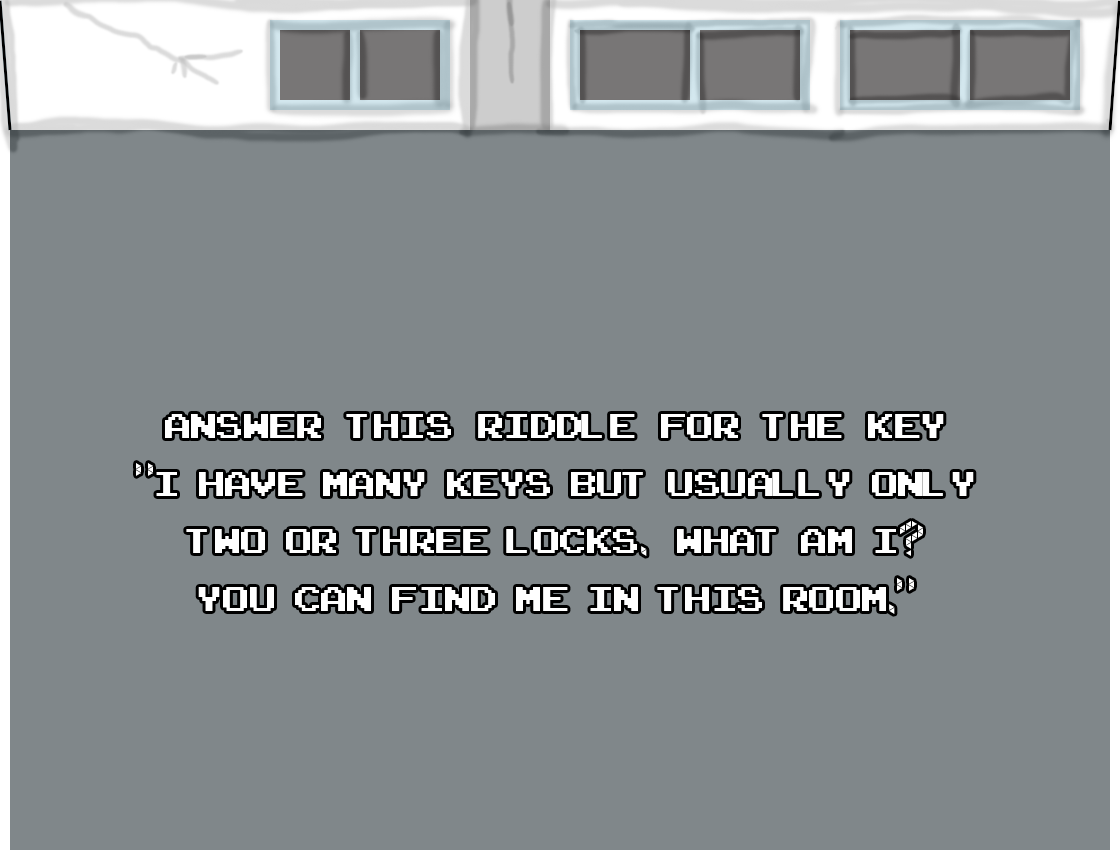 ANSWER THIS RIDDLE FOR THE KEY
"I HAVE MANY KEYS BUT USUALLY ONLY
TWO OR THREE LOCKS. WHAT AM I?
YOU CAN FIND ME IN THIS ROOM."